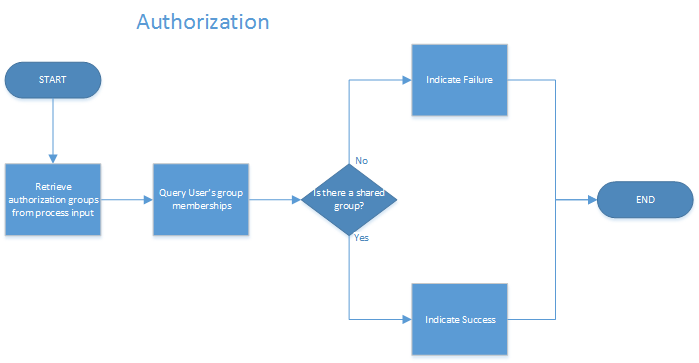 Authorization
START
Retrieve
authorization groups
from process input
Query User's group
memberships
Is there a shared
group?
No
Yes
Indicate Failure
Indicate Success
END